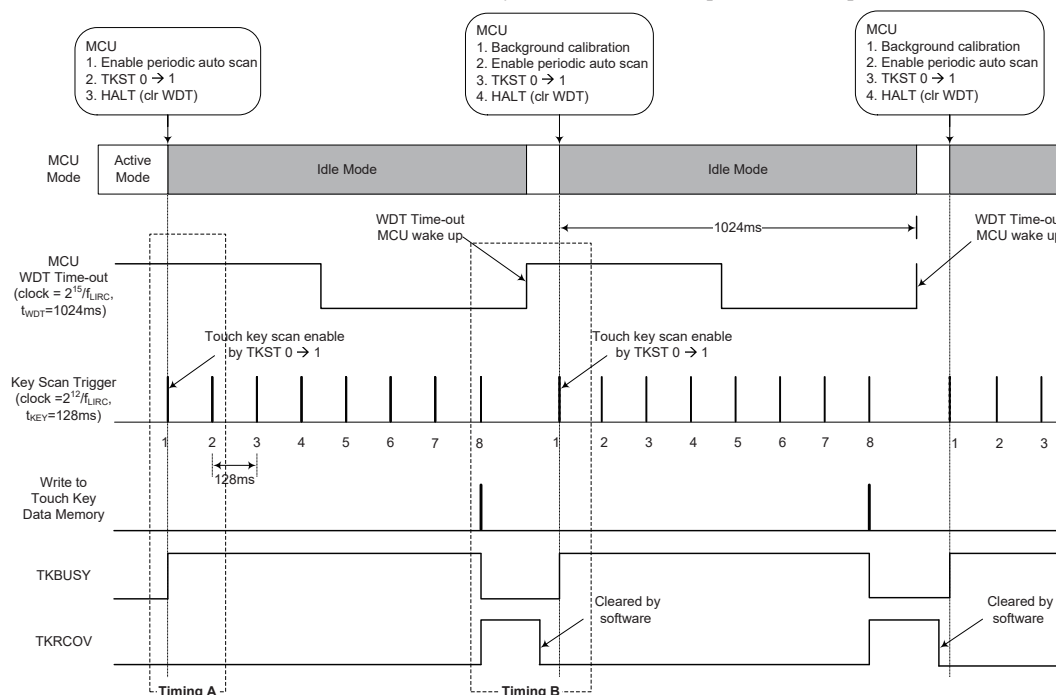 MCU
1. Enable periodic auto scan
2. TKST 0 → 1
3. HALT (clr WDT)
MCU
1. Background calibration
2. Enable periodic auto scan
3. TKST 0 → 1
4. HALT (clr WDT)
MCU
1. Background calibration
2. Enable periodic auto scan
3. TKST 0 → 1
4. HALT (clr WDT)
MCU
Mode
Active
Mode
Idle Mode
Idle Mode
WDT Time-out
MCU wake up
1024ms
WDT Time-ou
MCU wake up
MCU
WDT Time-out
(clock = 2¹⁵/fLIRC,
tWDT=1024ms)
Touch key scan enable
by TKST 0 → 1
Touch key scan enable
by TKST 0 → 1
Key Scan Trigger
(clock =2¹²/fLIRC,
tKEY=128ms)
1 2 3 4 5 6 7 8 1 2 3 4 5 6 7 8 1 2 3
128ms
Write to
Touch Key
Data Memory
TKBUSY
Cleared by
software
Cleared by
software
TKRCOV
Timing A
Timing B